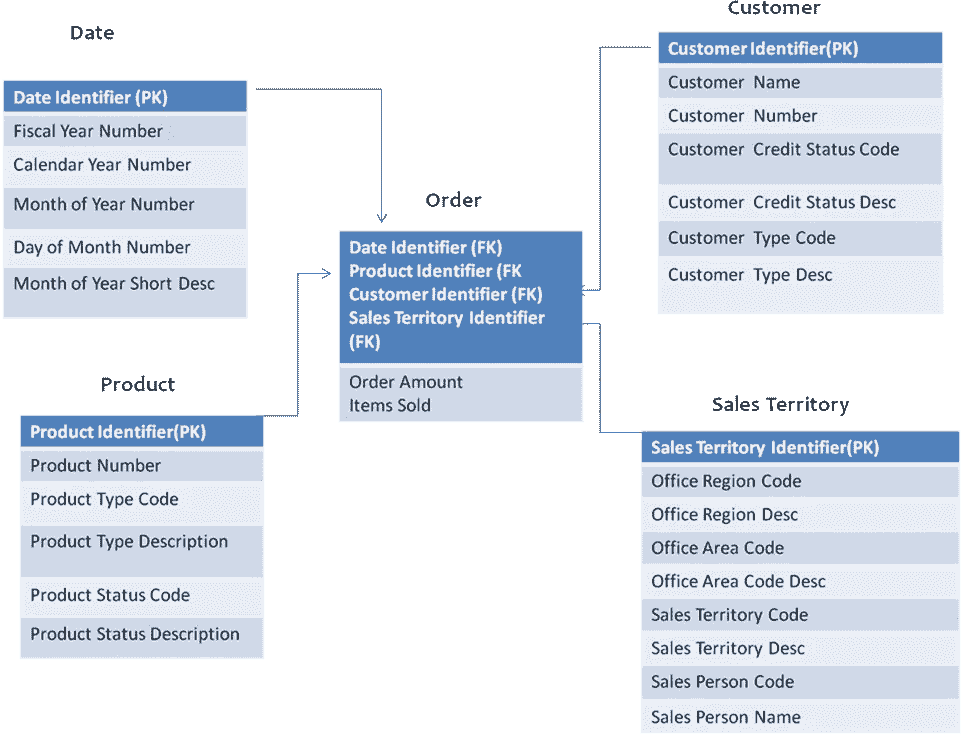 Date
Date Identifier (PK)
Fiscal Year Number
Calendar Year Number
Month of Year Number
Day of Month Number
Month of Year Short Desc
Customer
Customer Identifier(PK)
Customer Name
Customer Number
Customer Credit Status Code
Customer Credit Status Desc
Customer Type Code
Customer Type Desc
Order
Date Identifier (FK)
Product Identifier (FK
Customer Identifier (FK)
Sales Territory Identifier
(FK)
Order Amount
Items Sold
Product
Product Identifier(PK)
Product Number
Product Type Code
Product Type Description
Product Status Code
Product Status Description
Sales Territory
Sales Territory Identifier(PK)
Office Region Code
Office Region Desc
Office Area Code
Office Area Code Desc
Sales Territory Code
Sales Territory Desc
Sales Person Code
Sales Person Name